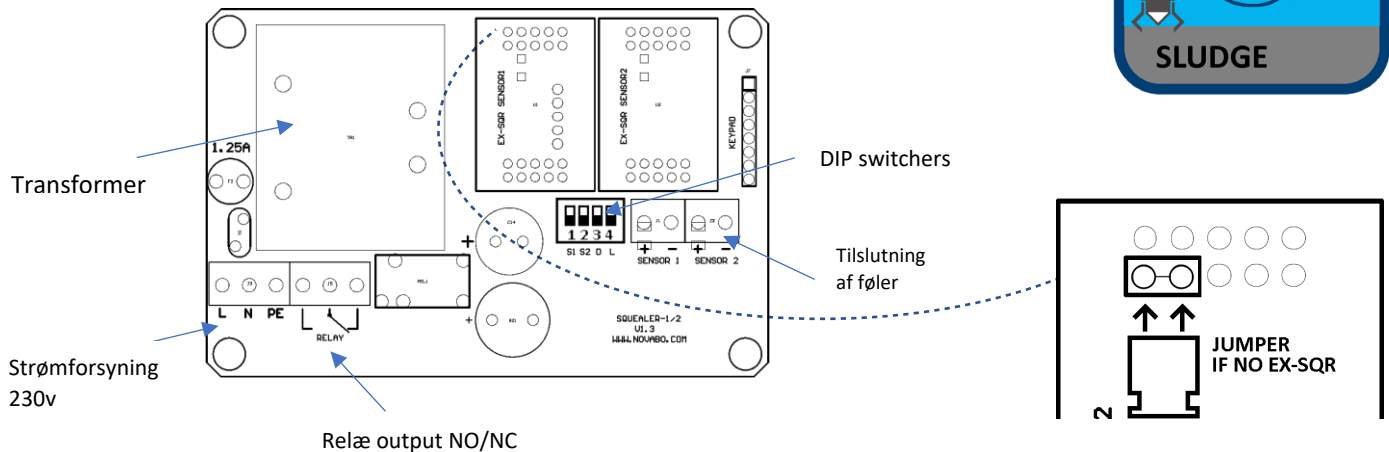 SLUDGE
Transformer
1.25A
EX-SQR SENSOR1
EX-SQR SENSOR2
KEYPAD
J7
DIP switchers
1 2 3 4
S1 S2 D L
+ − + −
SENSOR 1 SENSOR 2
Tilslutning
af føler
L N PE
RELAY
+
+
SQUEALER-1/2
V1.3
WWW.NOVABO.COM
Strømforsyning
230v
Relæ output NO/NC
JUMPER
IF NO EX-SQR
2